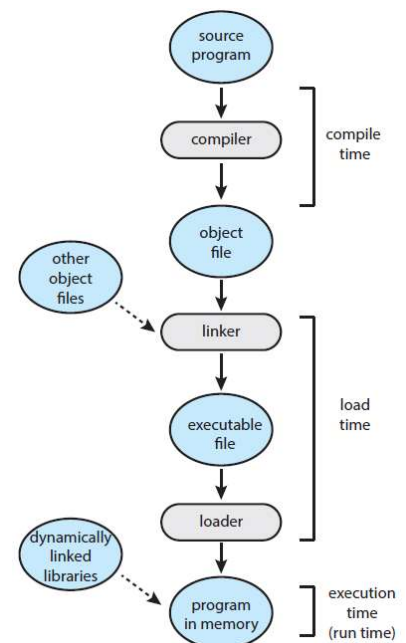 source
program
compiler
compile
time
object
file
other
object
files
linker
load
time
executable
file
loader
dynamically
linked
libraries
program
in memory
execution
time
(run time)